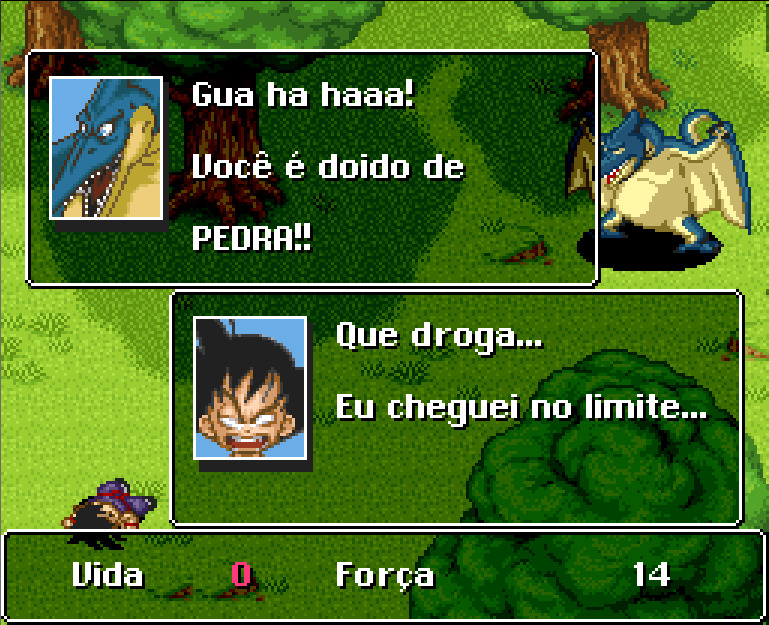 Gua ha haaa!
Você é doido de
PEDRA!!
Que droga...
Eu cheguei no limite...
Vida 0 Força 14